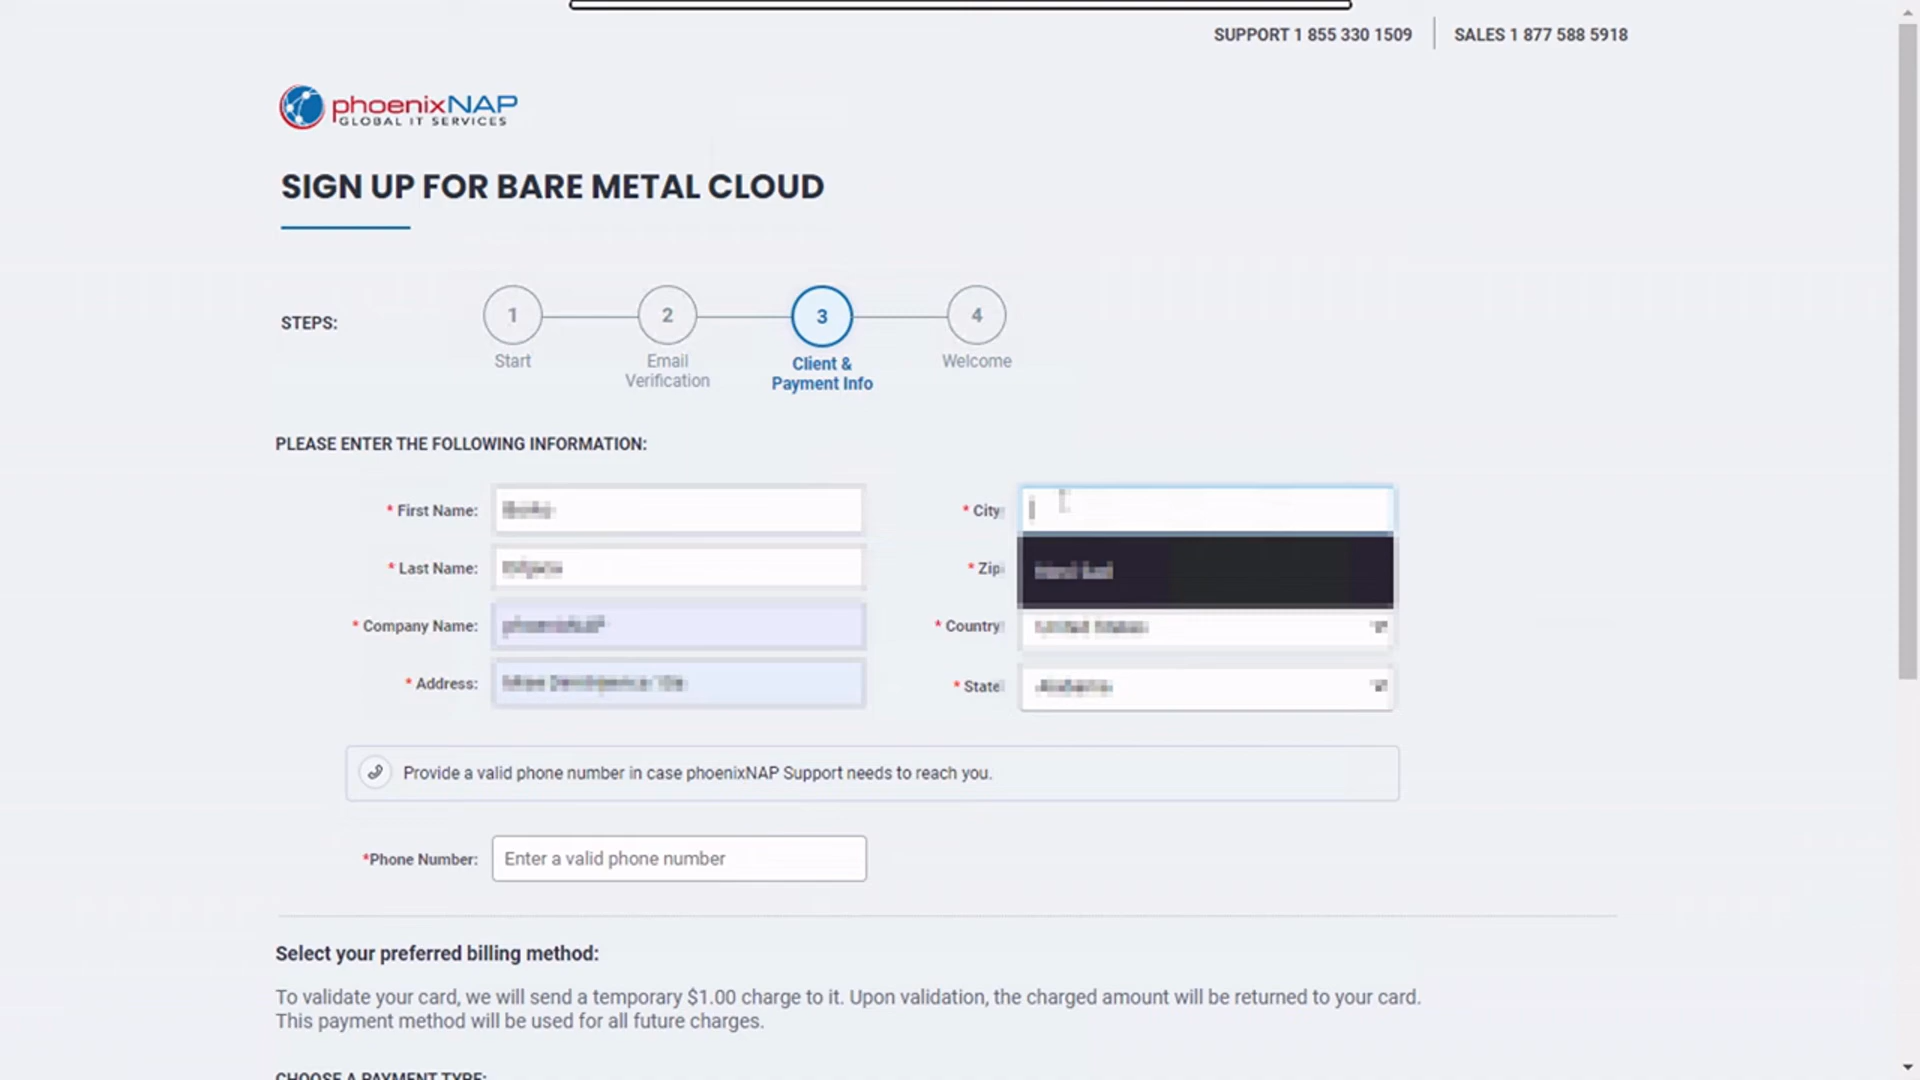 SUPPORT 1 855 330 1509
SALES 1 877 588 5918
phoenixNAP
GLOBAL IT SERVICES
SIGN UP FOR BARE METAL CLOUD
STEPS:
1
2
3
4
Start
Email
Verification
Client &
Payment Info
Welcome
PLEASE ENTER THE FOLLOWING INFORMATION:
* First Name:
* City
* Last Name:
* Zip
* Company Name:
* Country
* Address:
* State
Provide a valid phone number in case phoenixNAP Support needs to reach you.
*Phone Number: Enter a valid phone number
Select your preferred billing method:
To validate your card, we will send a temporary $1.00 charge to it. Upon validation, the charged amount will be returned to your card.
This payment method will be used for all future charges.
CHOOSE A PAYMENT TYPE: